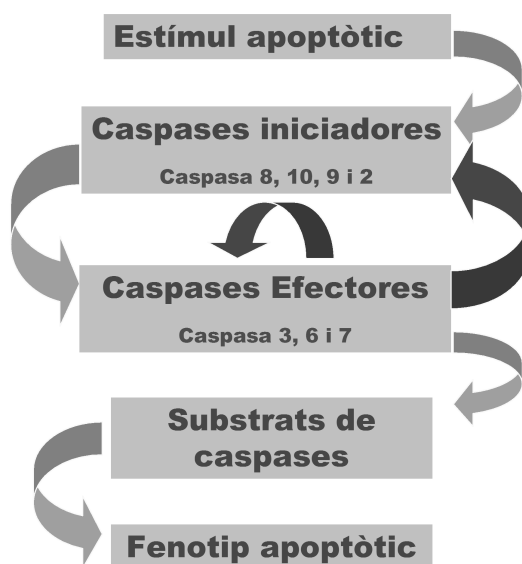 Estímul apoptòtic
Caspases iniciadores
Caspasa 8, 10, 9 i 2
Caspases Efectores
Caspasa 3, 6 i 7
Substrats de
caspases
Fenotip apoptòtic